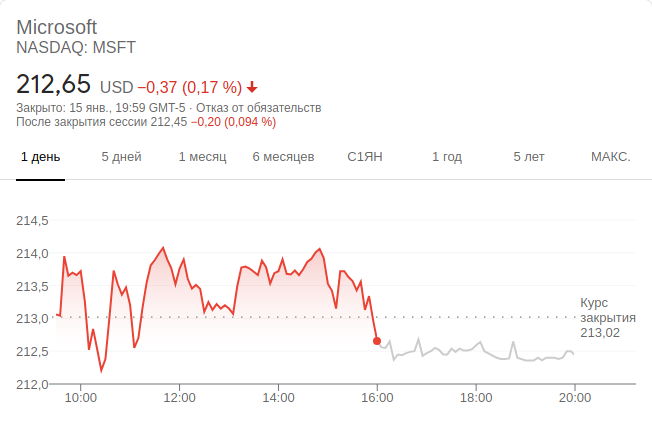 Microsoft
NASDAQ: MSFT
212,65 USD −0,37 (0,17 %)
Закрыто: 15 янв., 19:59 GMT-5 · Отказ от обязательств
После закрытия сессии 212,45 −0,20 (0,094 %)
1 день 5 дней 1 месяц 6 месяцев С1ЯН 1 год 5 лет МАКС.
214,5
214,0
213,5
213,0
212,5
212,0
Курс
закрытия
213,02
10:00 12:00 14:00 16:00 18:00 20:00